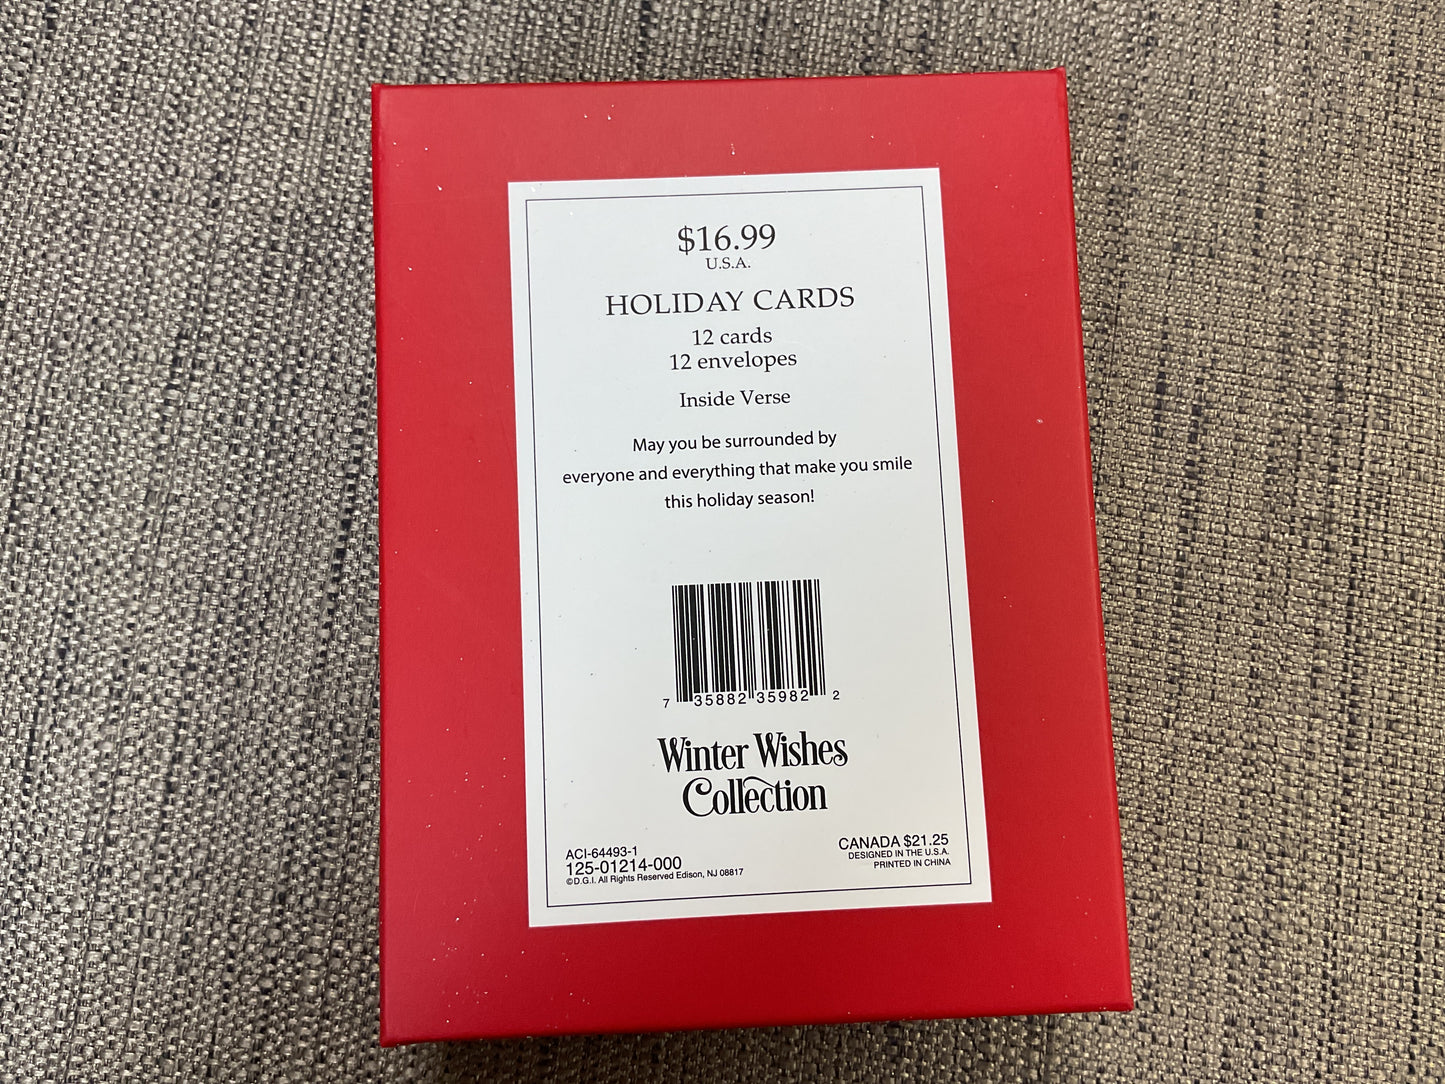 $16.99
U.S.A.
HOLIDAY CARDS
12 cards
12 envelopes
Inside Verse
May you be surrounded by
everyone and everything that make you smile
this holiday season!
7 35882 35982 2
Winter Wishes
Collection
ACI-64493-1
125-01214-000
©D.G.I. All Rights Reserved Edison, NJ 08817
CANADA $21.25
DESIGNED IN THE U.S.A.
PRINTED IN CHINA